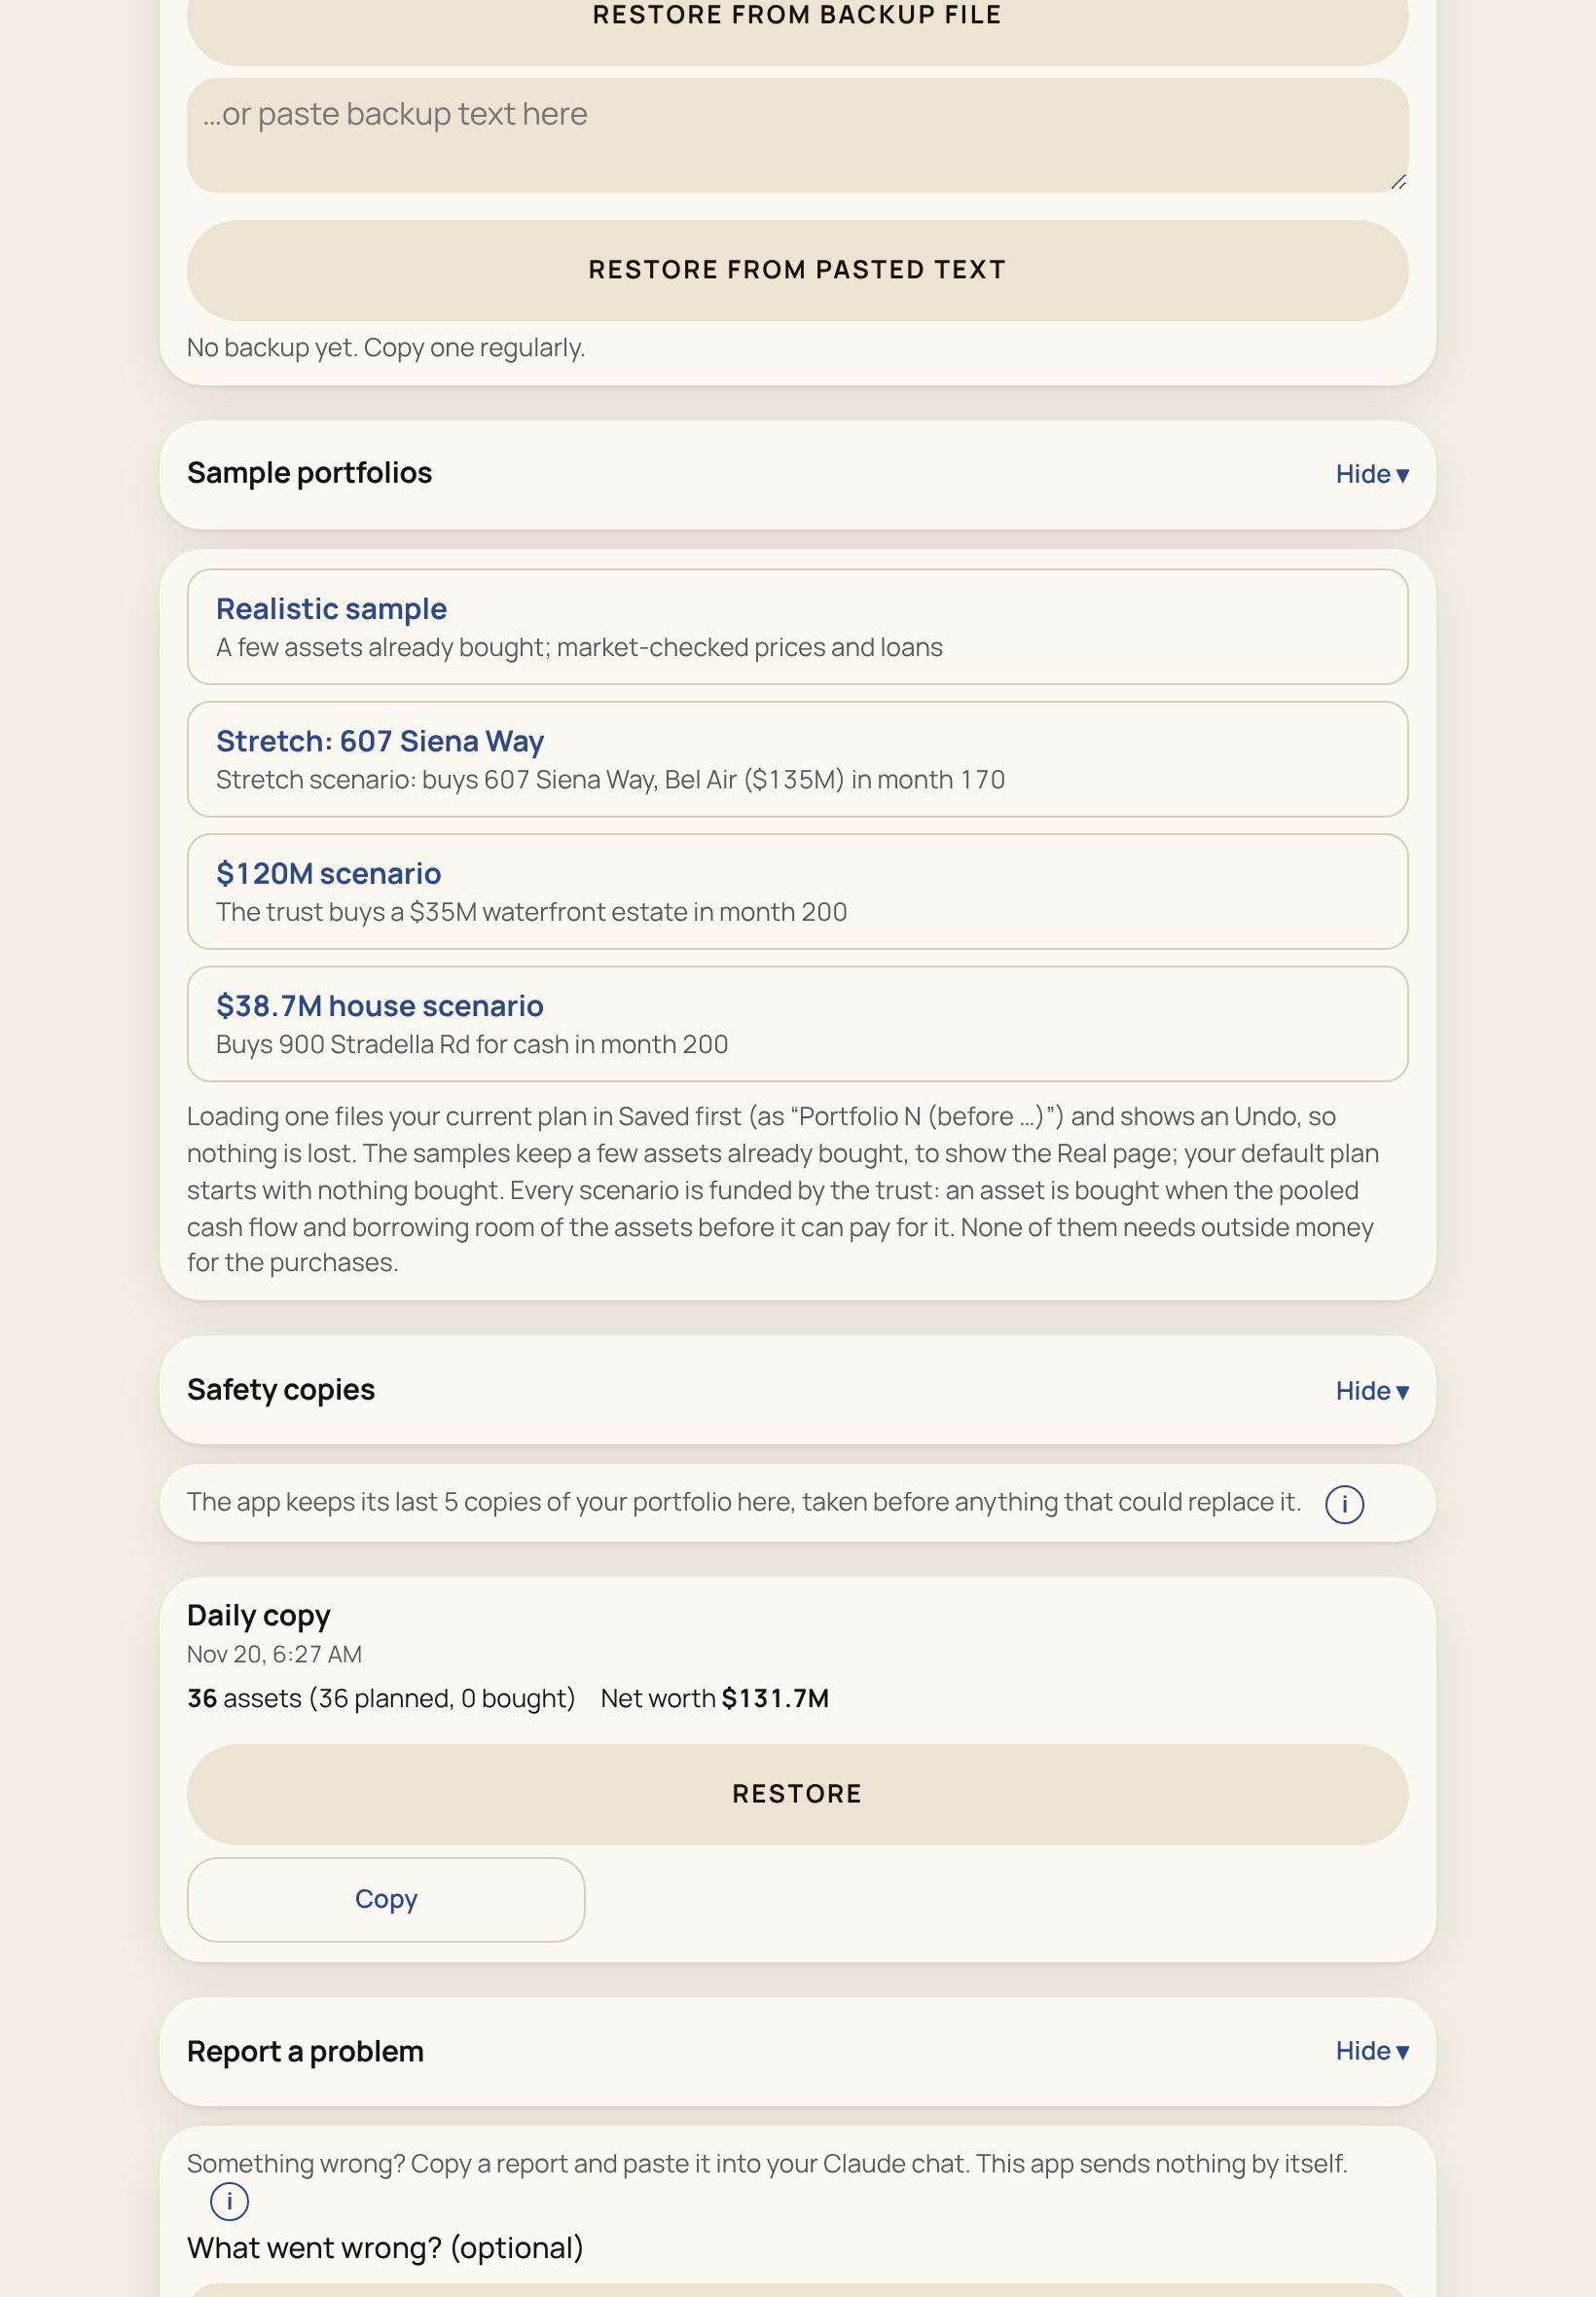 RESTORE FROM BACKUP FILE
...or paste backup text here
RESTORE FROM PASTED TEXT
No backup yet. Copy one regularly.
Sample portfolios
Hide ▾
Realistic sample
A few assets already bought; market-checked prices and loans
Stretch: 607 Siena Way
Stretch scenario: buys 607 Siena Way, Bel Air ($135M) in month 170
$120M scenario
The trust buys a $35M waterfront estate in month 200
$38.7M house scenario
Buys 900 Stradella Rd for cash in month 200
Loading one files your current plan in Saved first (as “Portfolio N (before ...)”) and shows an Undo, so
nothing is lost. The samples keep a few assets already bought, to show the Real page; your default plan
starts with nothing bought. Every scenario is funded by the trust: an asset is bought when the pooled
cash flow and borrowing room of the assets before it can pay for it. None of them needs outside money
for the purchases.
Safety copies
Hide ▾
The app keeps its last 5 copies of your portfolio here, taken before anything that could replace it. i
Daily copy
Nov 20, 6:27 AM
36 assets (36 planned, 0 bought) Net worth $131.7M
RESTORE
Copy
Report a problem
Hide ▾
Something wrong? Copy a report and paste it into your Claude chat. This app sends nothing by itself.
i
What went wrong? (optional)